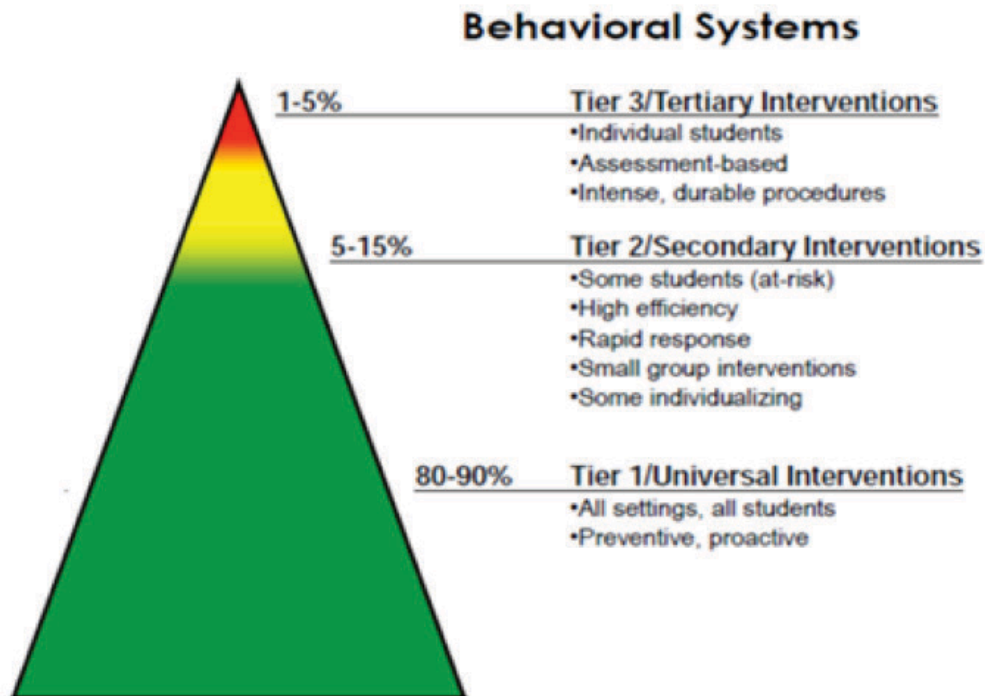 Behavioral Systems
1-5% Tier 3/Tertiary Interventions
•Individual students
•Assessment-based
•Intense, durable procedures
5-15% Tier 2/Secondary Interventions
•Some students (at-risk)
•High efficiency
•Rapid response
•Small group interventions
•Some individualizing
80-90% Tier 1/Universal Interventions
•All settings, all students
•Preventive, proactive